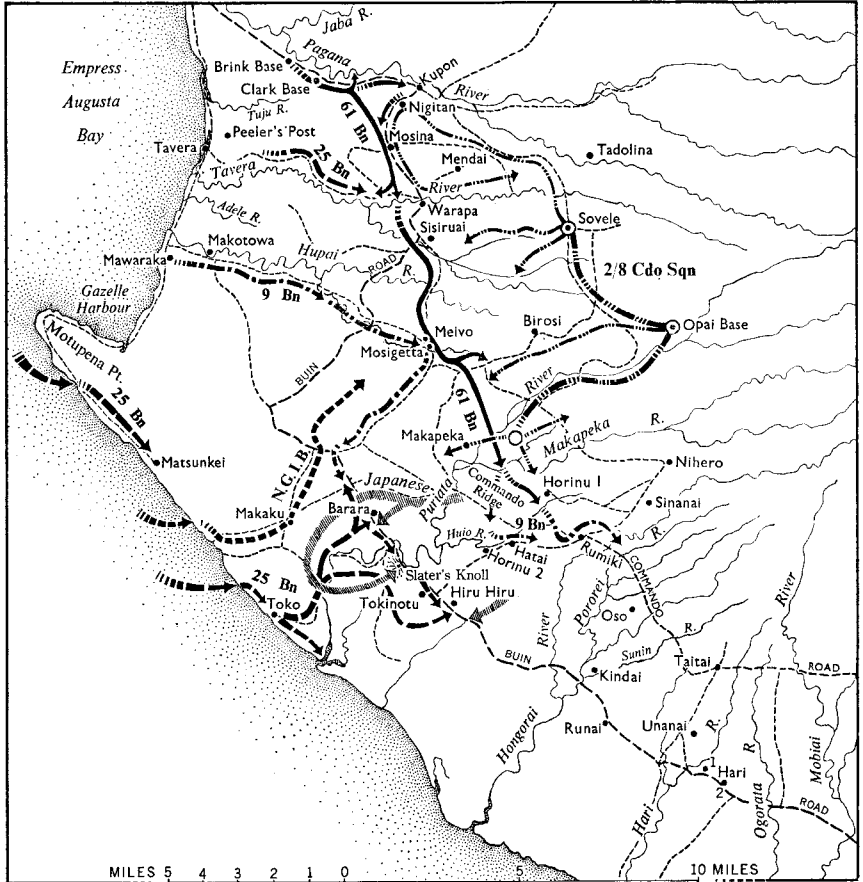 Jaba R.
Pagana
River
Empress
Augusta
Bay
Brink Base
Clark Base
Kupon
Nigitan
Tuju R.
Peeler's Post
61 Bn
Mosina
Tavera
25 Bn
Mendai
Tadolina
Tavera
River
Adele R.
Warapa
Sisiruai
Sovele
Makotowa
Hupai
R.
ROAD
2/8 Cdo Sqn
Mawaraka
Gazelle
Harbour
9 Bn
Opai Base
Birosi
Meivo
Mosigetta
Motupena Pt.
BUIN
River
25 Bn
61 Bn
Makapeka
Makapeka
R.
Matsunkei
N.G.I.B.
Nihero
Commando
Ridge
Horinu 1
Japanese
Puriata
Sinanai
Makaku
Barara
9 Bn
R.
Huio R.
Hatai
Rumiki
Horinu 2
Slater's Knoll
COMMANDO
25 Bn
Toko
Tokinotu
Hiru Hiru
Pororei
Oso
River
River
Sunin
R.
BUIN
Kindai
Taitai
ROAD
Runai
Unanai
R.
R
Hongorai
1
Hari
2
Mobiai
ROAD
Hari
Ogorata
MILES 5 4 3 2 1 0 5 10 MILES